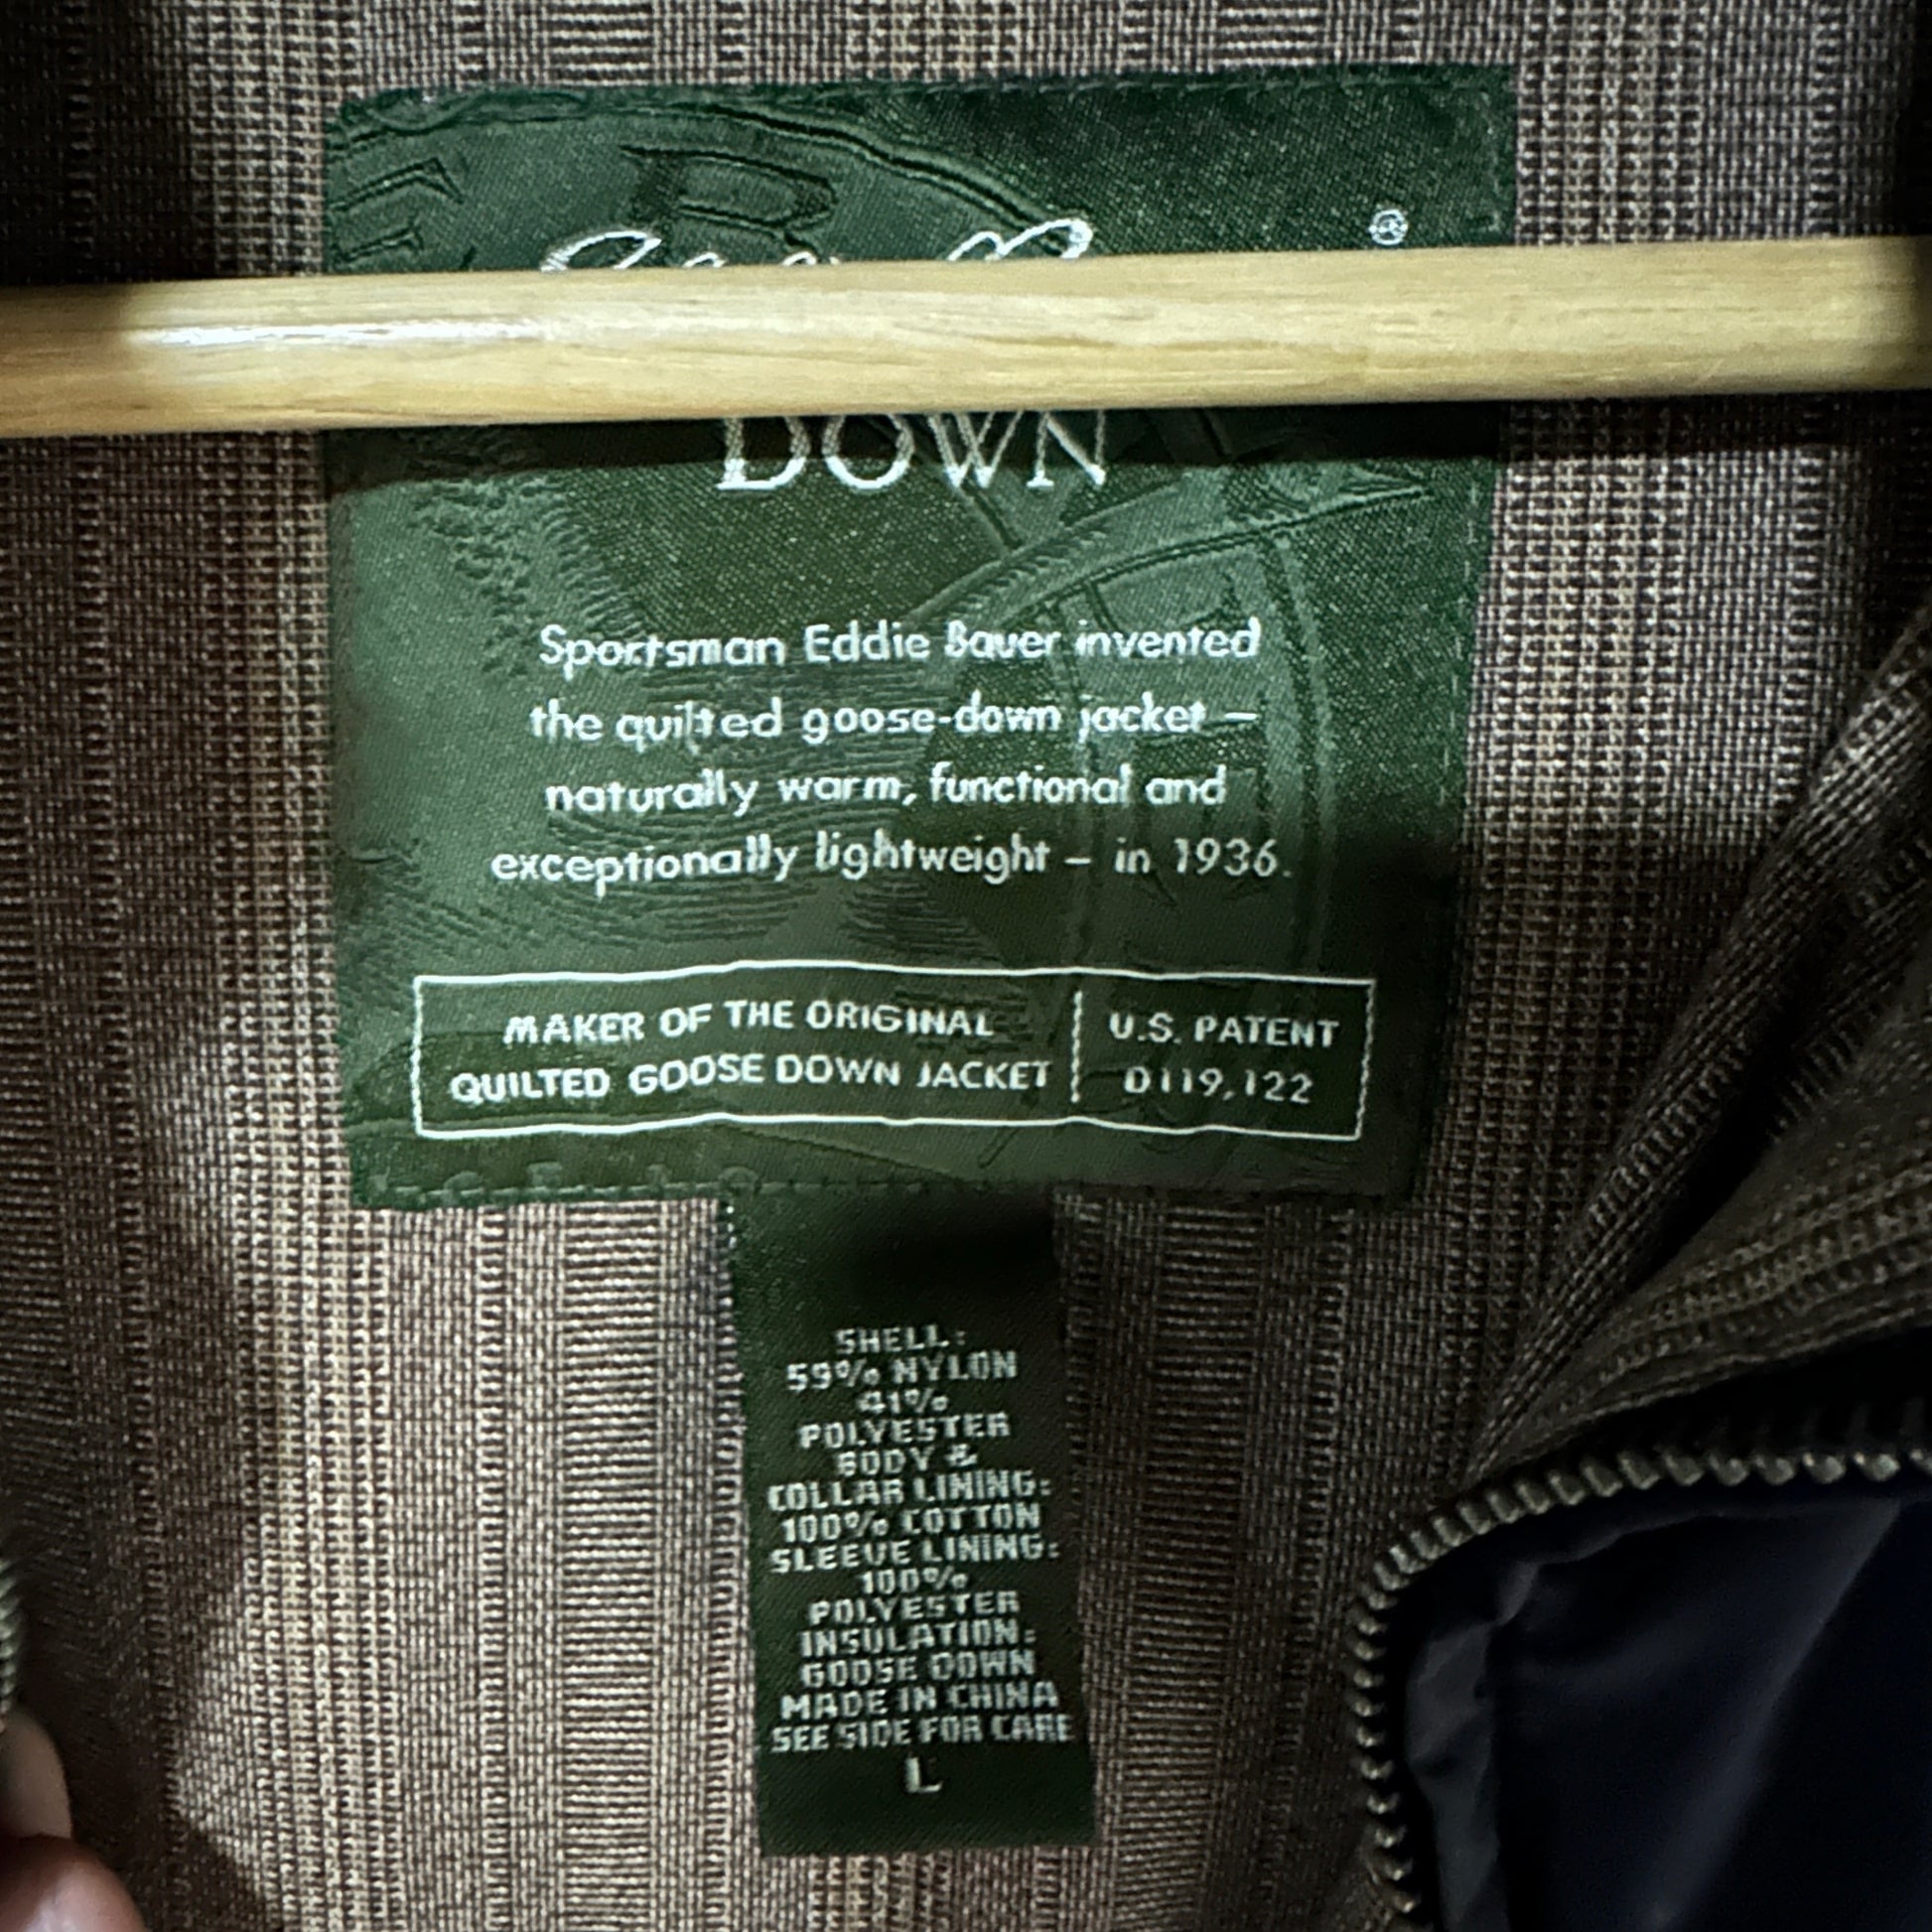 ®
DOWN
Sportsman Eddie Bauer invented
the quilted goose-down jacket –
naturally warm, functional and
exceptionally lightweight – in 1936.
MAKER OF THE ORIGINAL
QUILTED GOOSE DOWN JACKET
U.S. PATENT
D119,122
SHELL:
59% NYLON
41%
POLYESTER
BODY &
COLLAR LINING:
100% COTTON
SLEEVE LINING:
100%
POLYESTER
INSULATION:
GOOSE DOWN
MADE IN CHINA
SEE SIDE FOR CARE
L